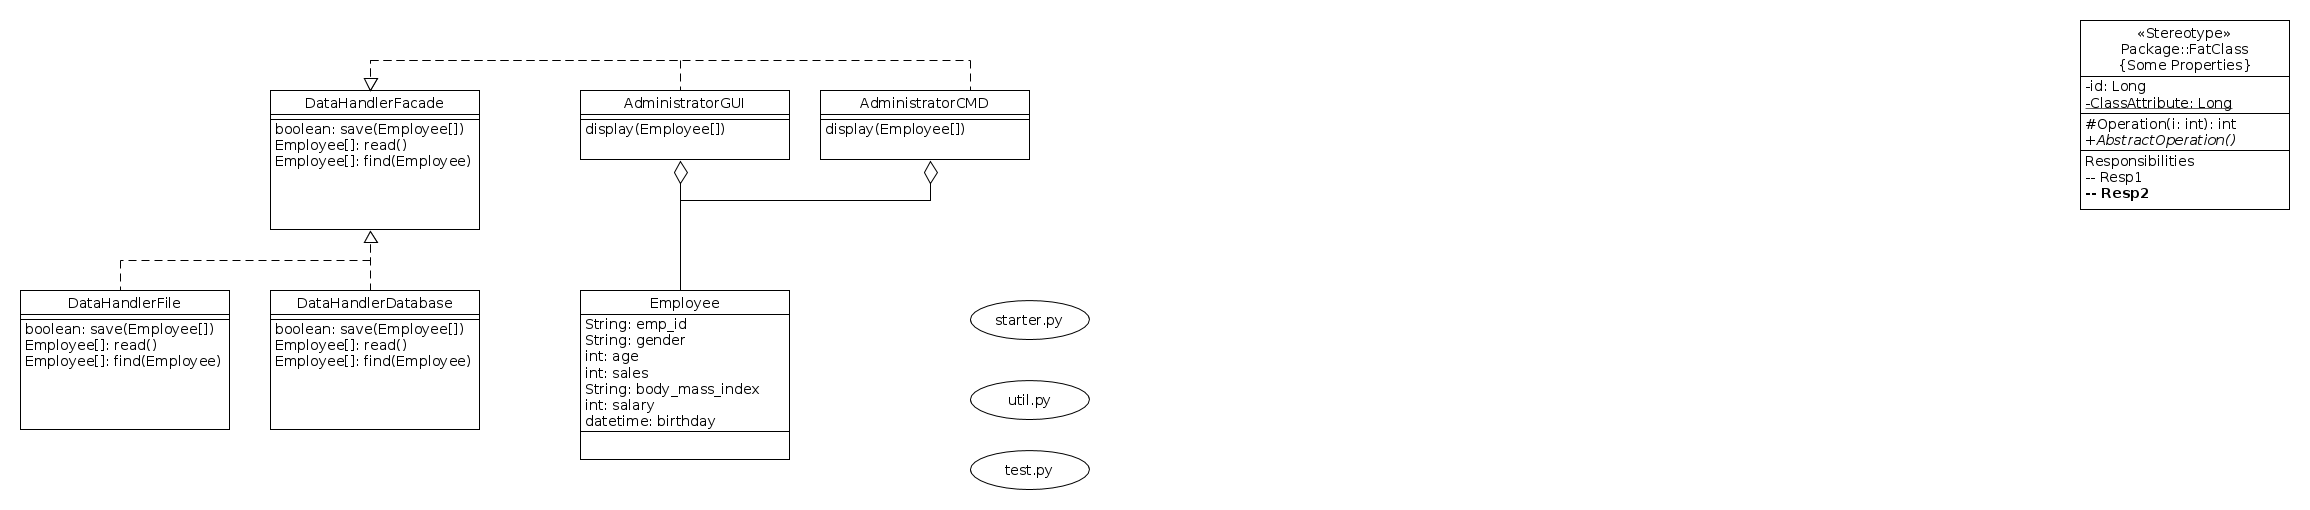 DataHandlerFacade
boolean: save(Employee[])
Employee[]: read()
Employee[]: find(Employee)
AdministratorGUI
display(Employee[])
AdministratorCMD
display(Employee[])
«Stereotype»
Package::FatClass
{Some Properties}
-id: Long
-ClassAttribute: Long
#Operation(i: int): int
+AbstractOperation()
Responsibilities
-- Resp1
-- Resp2
DataHandlerFile
boolean: save(Employee[])
Employee[]: read()
Employee[]: find(Employee)
DataHandlerDatabase
boolean: save(Employee[])
Employee[]: read()
Employee[]: find(Employee)
Employee
String: emp_id
String: gender
int: age
int: sales
String: body_mass_index
int: salary
datetime: birthday
starter.py
util.py
test.py